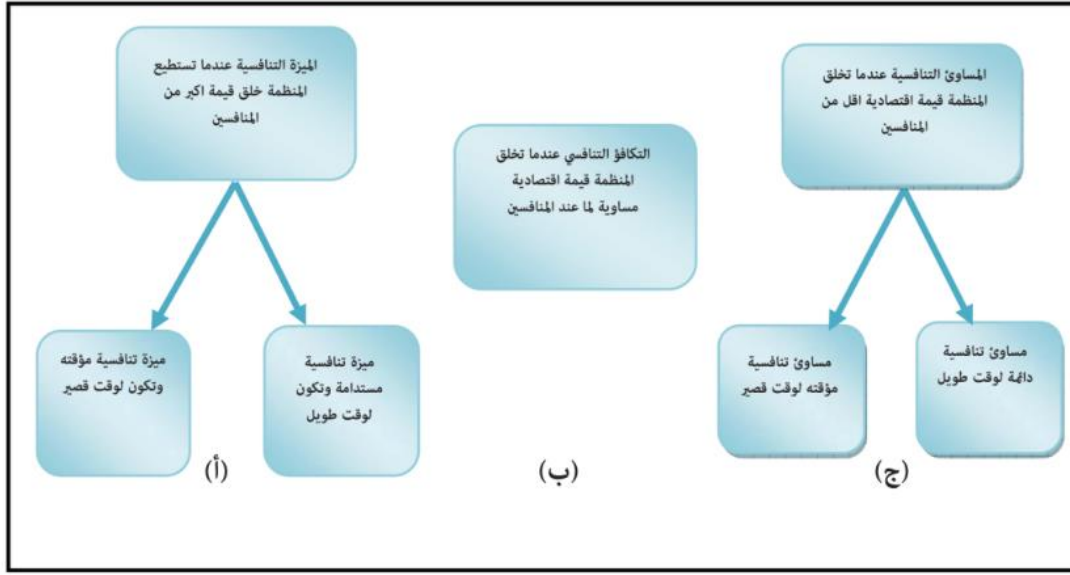 المساوئ التنافسية عندما تخلق
المنظمة قيمة اقتصادية اقل من
المنافسين
مساوئ تنافسية
دائمة لوقت طويل
مساوئ تنافسية
مؤقته لوقت قصير
(ج)
التكافؤ التنافسي عندما تخلق
المنظمة قيمة اقتصادية
مساوية لما عند المنافسين
(ب)
الميزة التنافسية عندما تستطيع
المنظمة خلق قيمة اكبر من
المنافسين
ميزة تنافسية
مستدامة وتكون
لوقت طويل
ميزة تنافسية مؤقته
وتكون لوقت قصير
(أ)